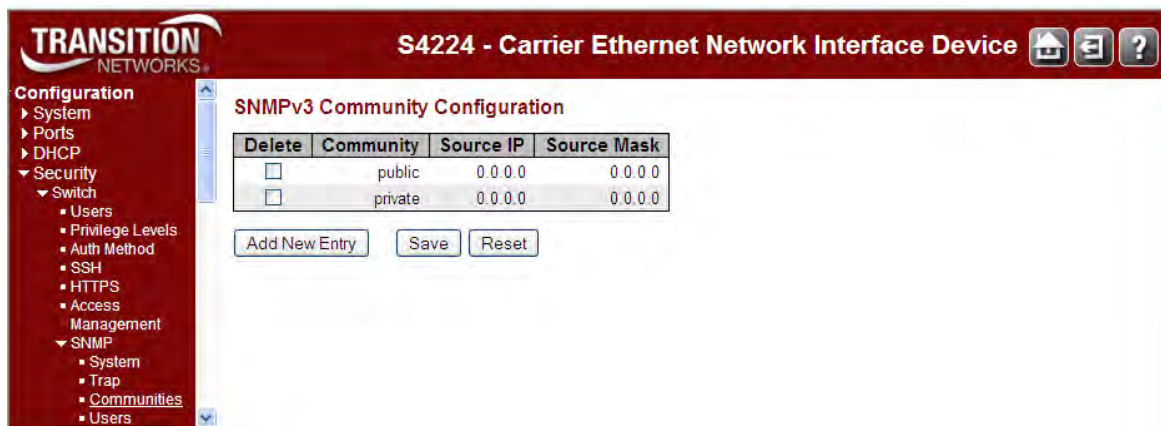 TRANSITION
NETWORKS®
S4224 - Carrier Ethernet Network Interface Device
?
Configuration
System
Ports
DHCP
Security
Switch
Users
Privilege Levels
Auth Method
SSH
HTTPS
Access
Management
SNMP
System
Trap
Communities
Users
SNMPv3 Community Configuration
Delete Community Source IP Source Mask
public 0.0.0.0 0.0.0.0
private 0.0.0.0 0.0.0.0
Add New Entry Save Reset